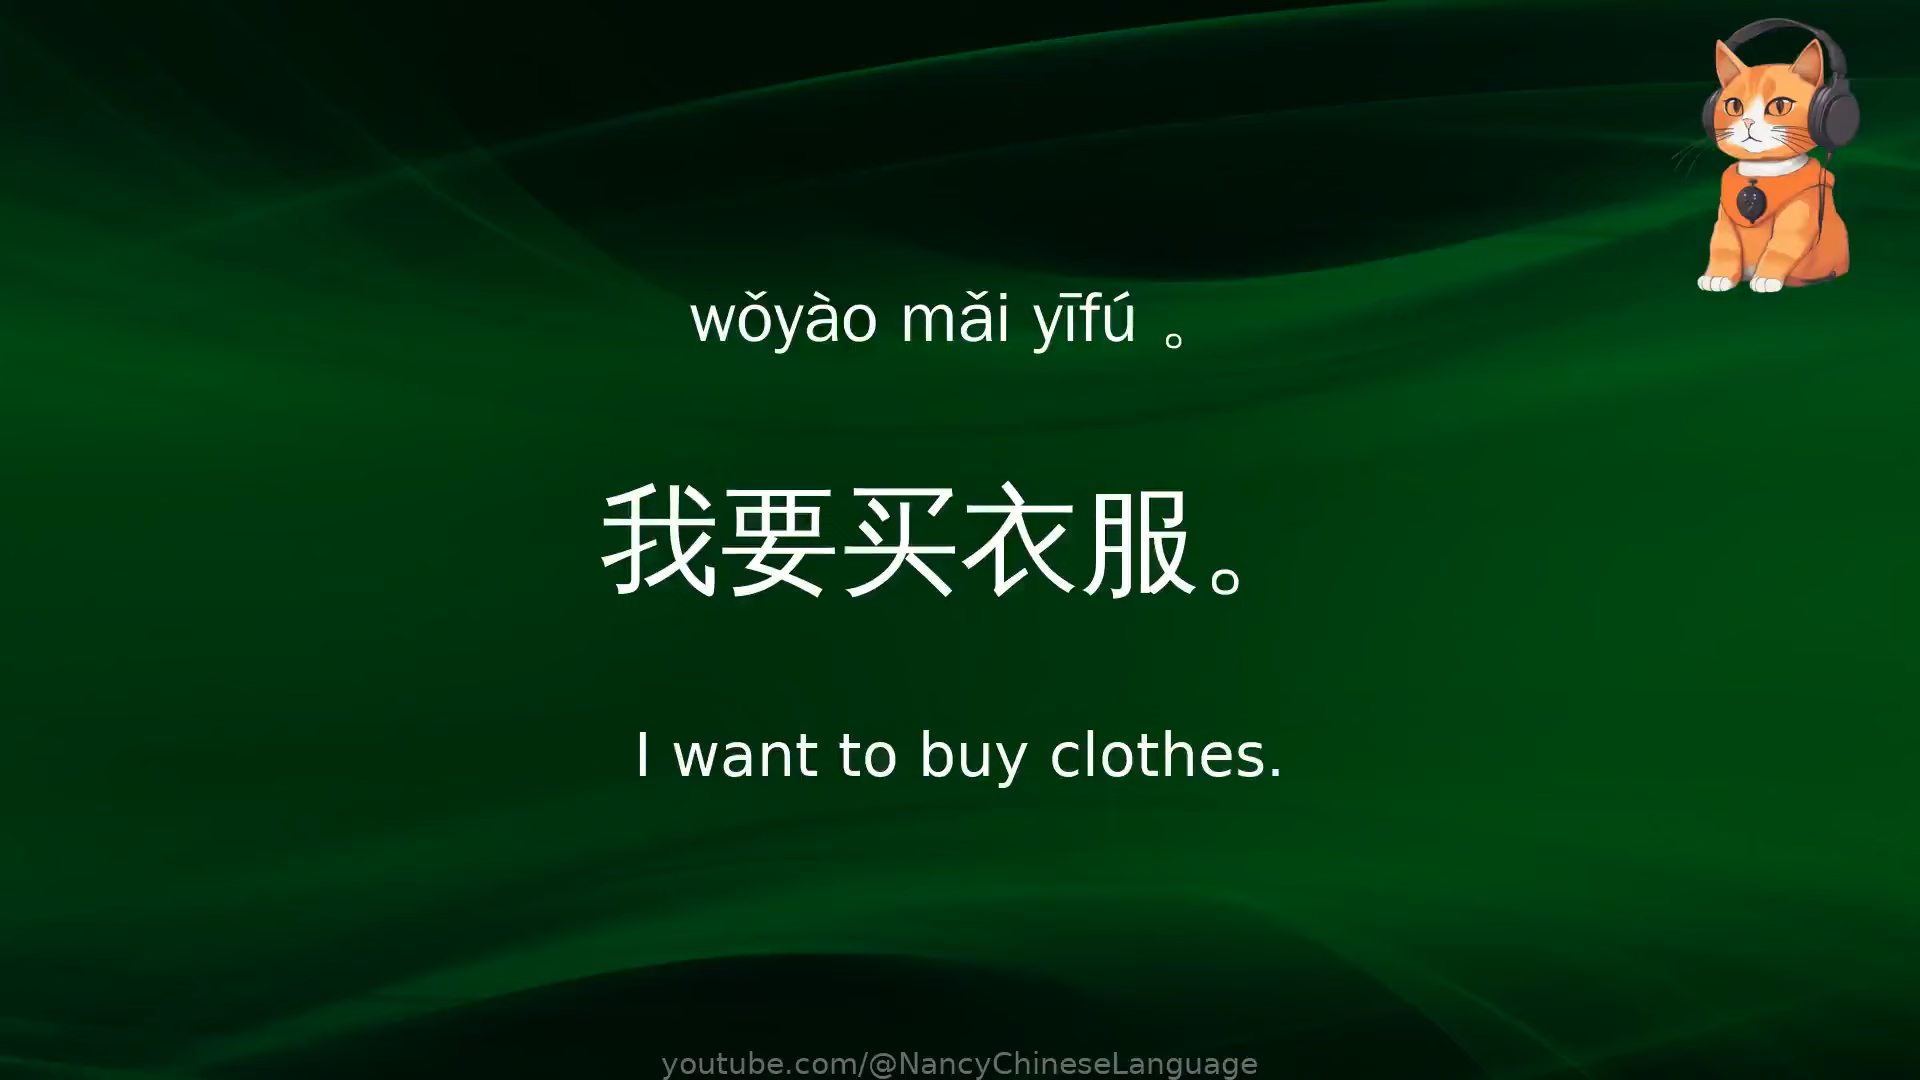 wǒyào mǎi yīfú 。
我要买衣服。
I want to buy clothes.
youtube.com/@NancyChineseLanguage